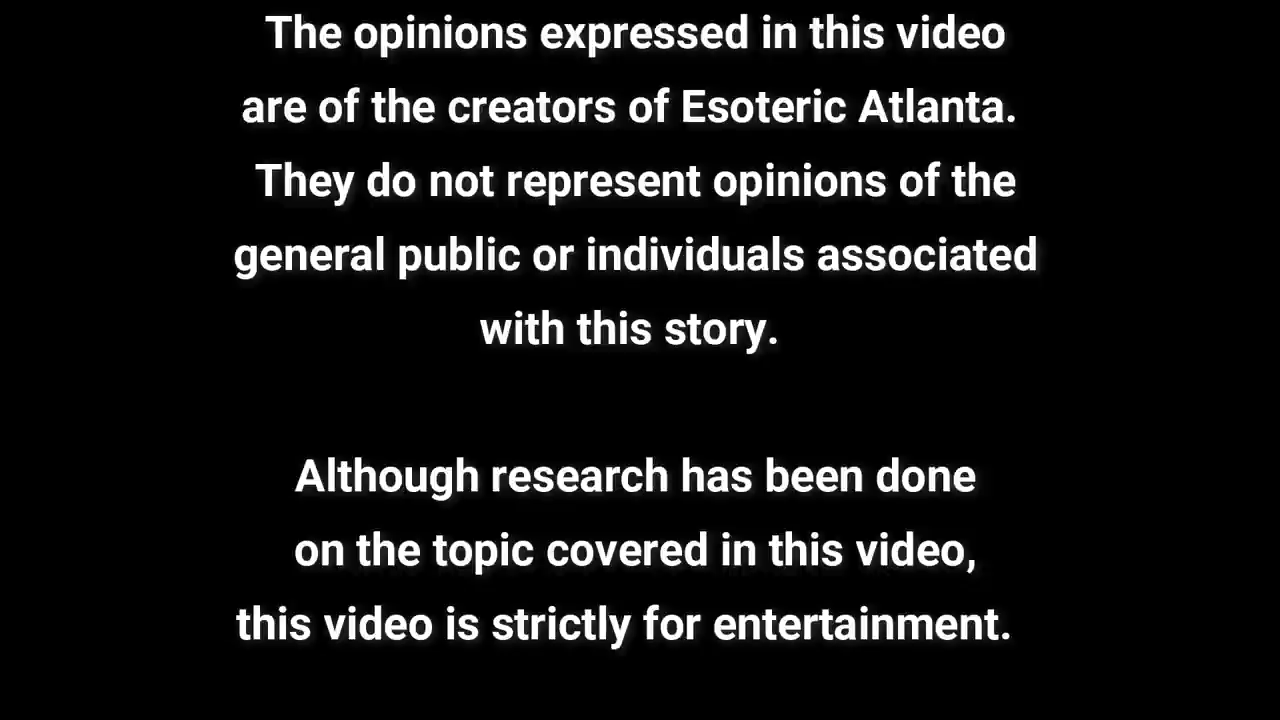 The opinions expressed in this video
are of the creators of Esoteric Atlanta.
They do not represent opinions of the
general public or individuals associated
with this story.
Although research has been done
on the topic covered in this video,
this video is strictly for entertainment.